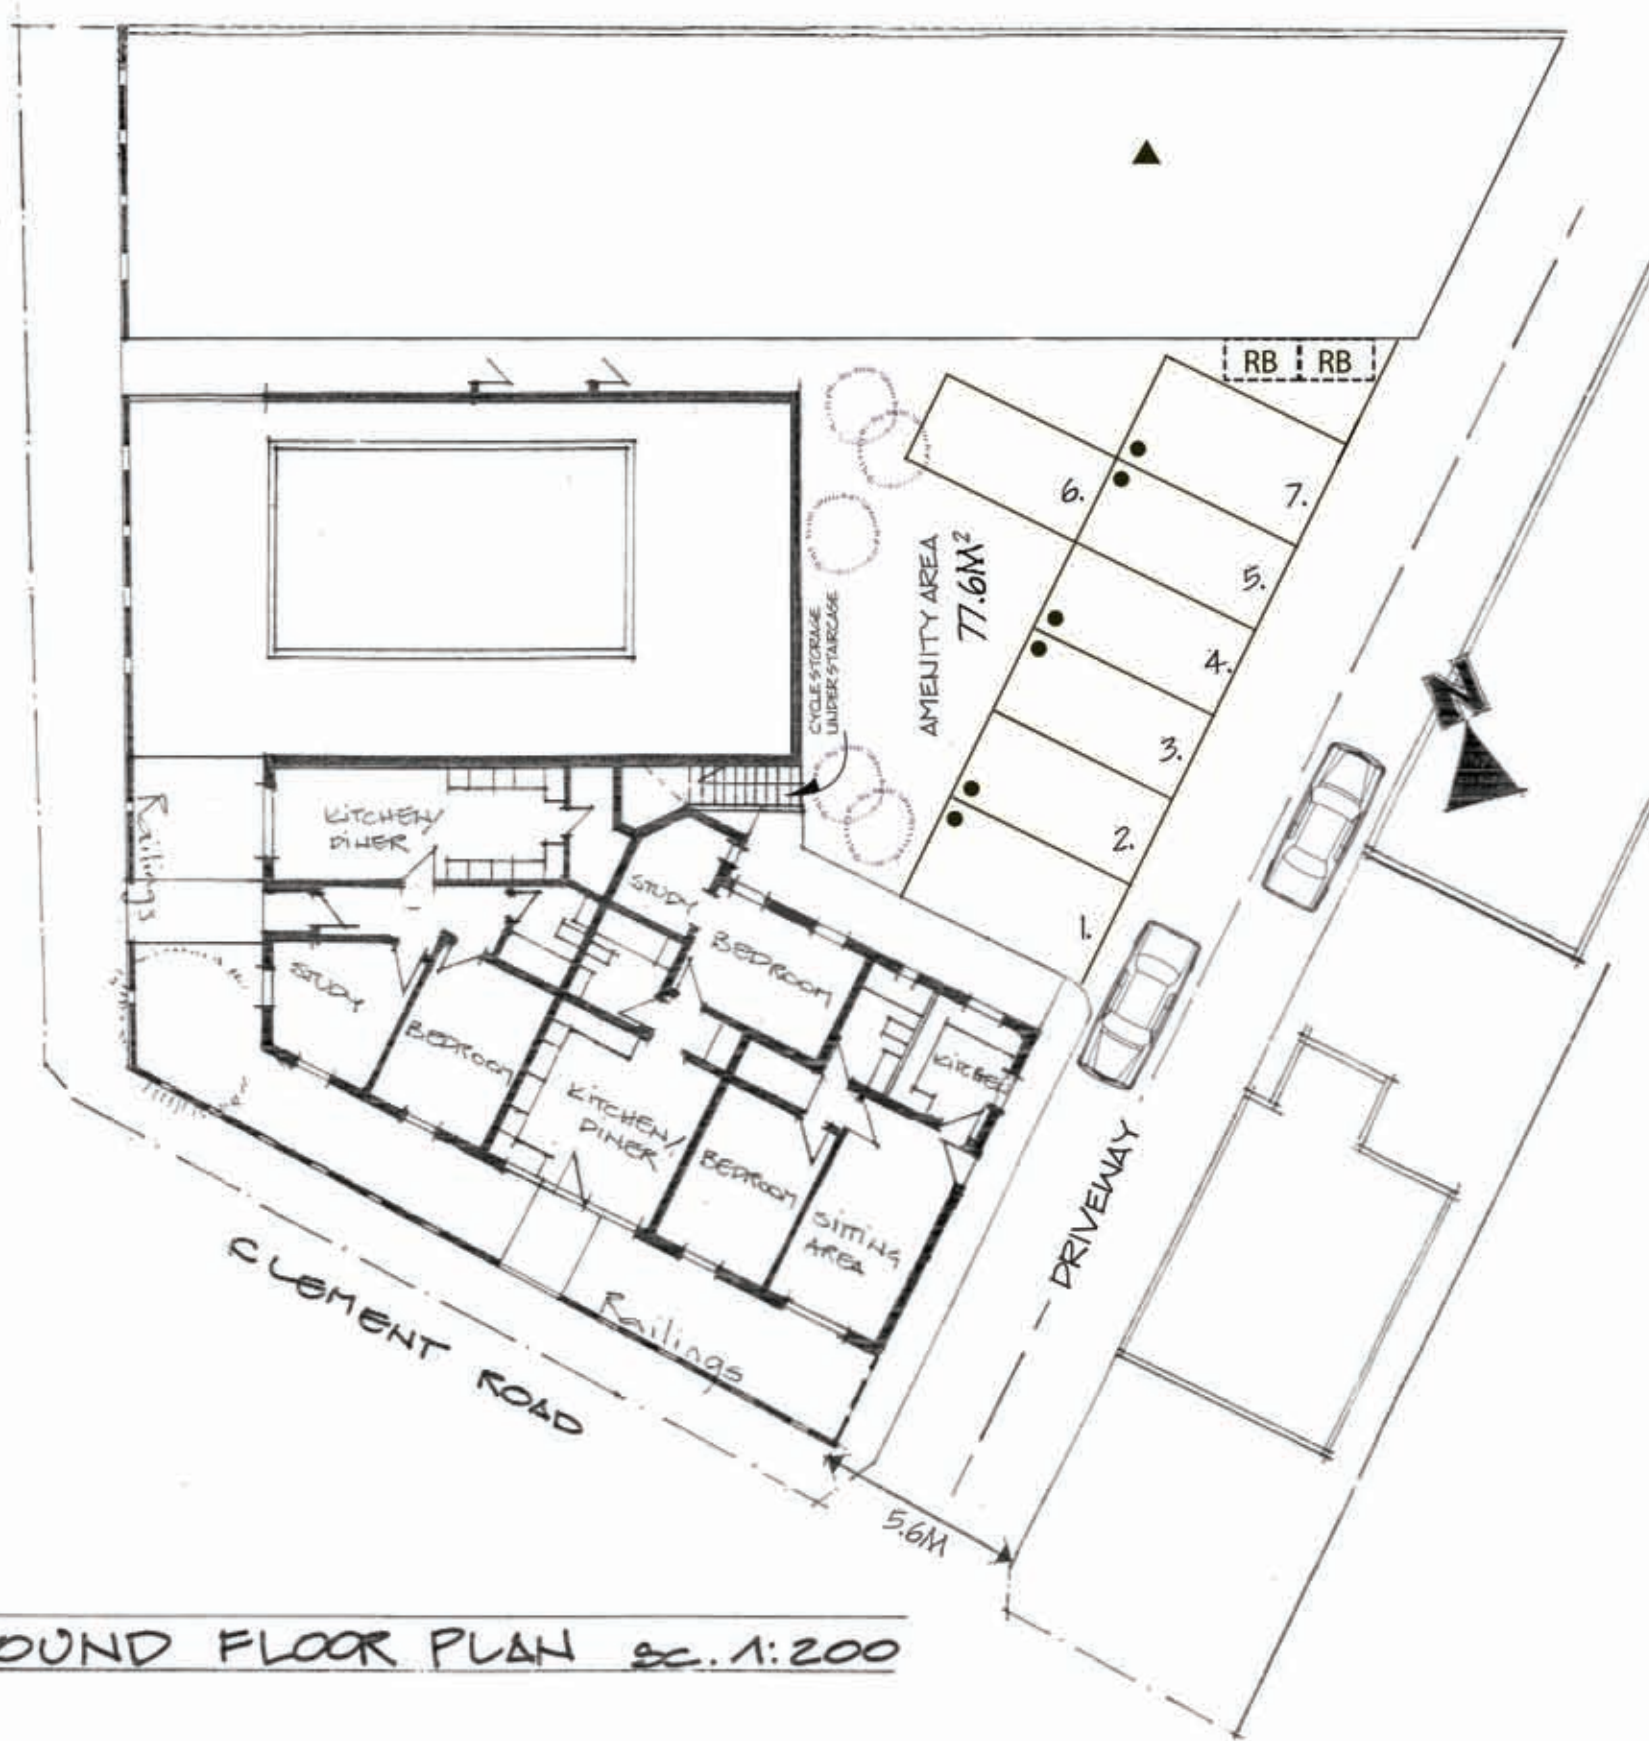 RB
RB
7.
6.
5.
AMENITY AREA
77.6M²
CYCLE STORAGE
UNDER STAIRCASE
4.
N
3.
2.
1.
KITCHEN/
DINER
Railings
STUDY
STUDY
BEDROOM
BEDROOM
KITCHEN/
DINER
BEDROOM
SITTING
AREA
DRIVEWAY
CLEMENT ROAD
Railings
5.6M
OUND FLOOR PLAN SC. 1:200